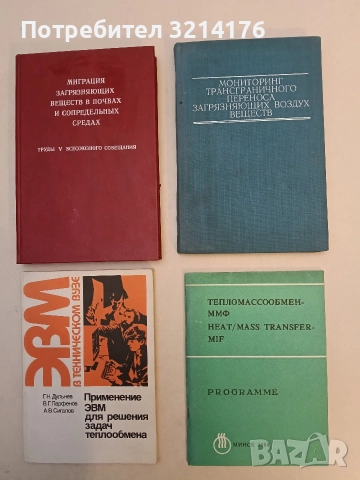 Потребител 3214176
МИГРАЦИЯ
ЗАГРЯЗНЯЮЩИХ
ВЕЩЕСТВ В ПОЧВАХ
И СОПРЕДЕЛЬНЫХ
СРЕДАХ
ТРУДЫ V ВСЕСОЮЗНОГО СОВЕЩАНИЯ
МОНИТОРИНГ
ТРАНСГРАНИЧНОГО
ПЕРЕНОСА
ЗАГРЯЗНЯЮЩИХ ВОЗДУХ
ВЕЩЕСТВ
ЭВМ
В ТЕХНИЧЕСКОМ ВУЗЕ
Г.Н. Дульнев
В.Г. Парфенов
А.В. Сигалов
Применение
ЭВМ
для решения
задач
теплообмена
ТЕПЛОМАССООБМЕН-
ММФ
HEAT/MASS TRANSFER-
MIF
PROGRAMME
МИНСК
bazar.bg